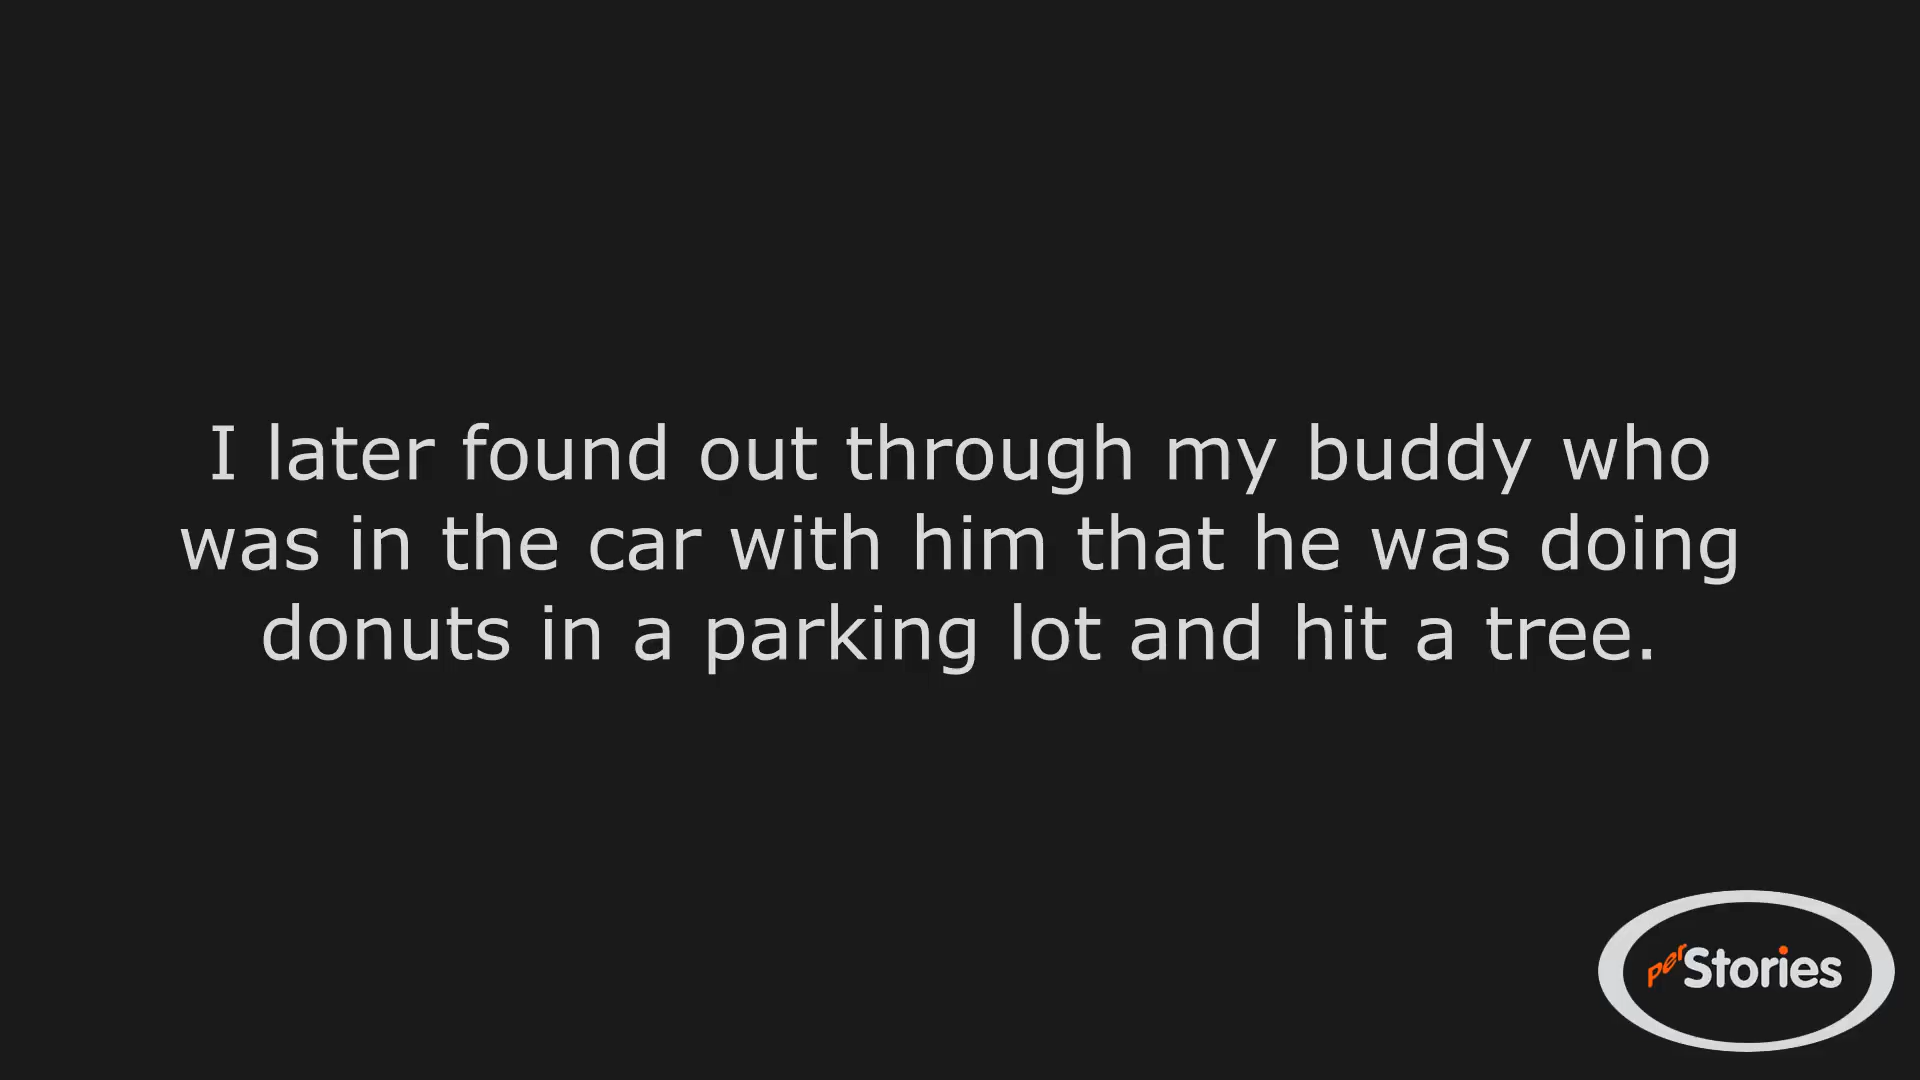 I later found out through my buddy who
was in the car with him that he was doing
donuts in a parking lot and hit a tree.
perStories